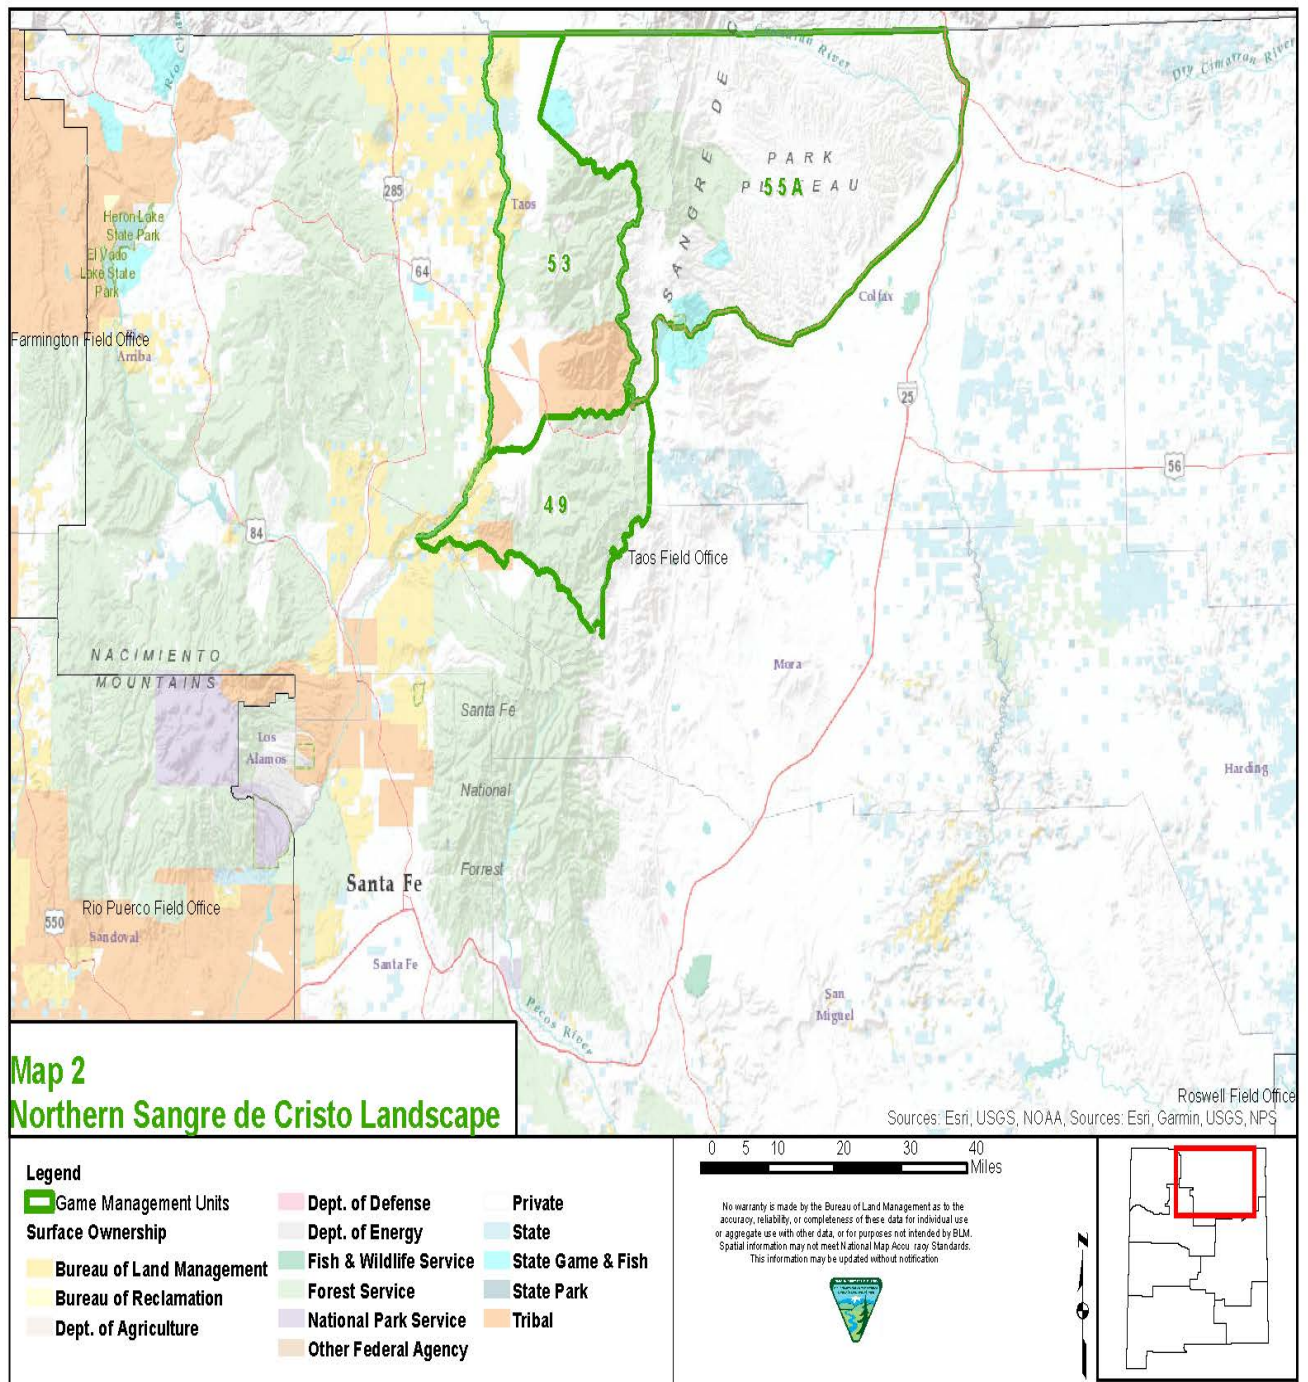 Rio Chama
Canadian River
Dry Cimarron River
SANGRE DE C
PARK
PLATEAU
55A
285
Taos
Heron Lake
State Park
El Vado
Lake State
Park
64
53
Colfax
Farmington Field Office
Rio
Arriba
25
56
49
84
Taos Field Office
NACIMIENTO
MOUNTAINS
Mora
Santa Fe
Los
Alamos
National
Harding
Forrest
Santa Fe
Rio Puerco Field Office
550
Sandoval
Santa Fe
San
Miguel
Pecos River
Map 2
Northern Sangre de Cristo Landscape
Roswell Field Office
Sources: Esri, USGS, NOAA, Sources: Esri, Garmin, USGS, NPS
Legend
Game Management Units
Surface Ownership
Bureau of Land Management
Bureau of Reclamation
Dept. of Agriculture
Dept. of Defense
Dept. of Energy
Fish & Wildlife Service
Forest Service
National Park Service
Other Federal Agency
Private
State
State Game & Fish
State Park
Tribal
0 5 10 20 30 40
Miles
No warranty is made by the Bureau of Land Management as to the
accuracy, reliability, or completeness of these data for individual use
or aggregate use with other data, or for purposes not intended by BLM.
Spatial information may not meet National Map Accu racy Standards.
This information may be updated without notification
N